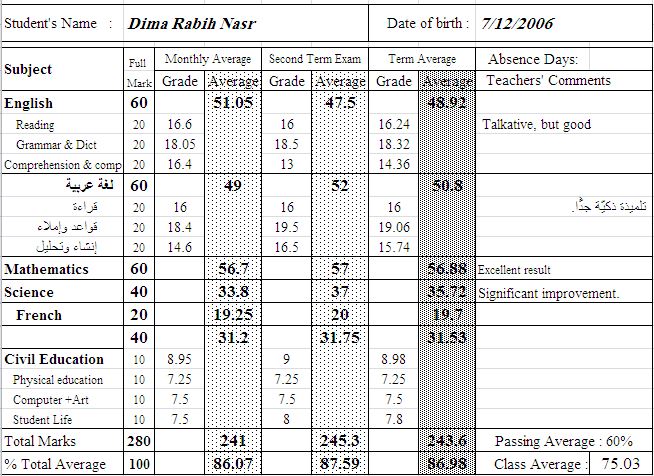 Student's Name : Dima Rabih Nasr Date of birth : 7/12/2006
Subject Full Mark Monthly Average Second Term Exam Term Average Absence Days:
Grade Average Grade Average Grade Average Teachers' Comments
English 60 51.05 47.5 48.92
Reading 20 16.6 16 16.24 Talkative, but good
Grammar & Dict 20 18.05 18.5 18.32
Comprehension & comp 20 16.4 13 14.36
لغة عربية 60 49 52 50.8
قراءة 20 16 16 16 تلميذة ذكيّة جدًّا.
قواعد وإملاء 20 18.4 19.5 19.06
إنشاء وتحليل 20 14.6 16.5 15.74
Mathematics 60 56.7 57 56.88 Excellent result
Science 40 33.8 37 35.72 Significant improvement.
French 20 19.25 20 19.7
40 31.2 31.75 31.53
Civil Education 10 8.95 9 8.98
Physical education 10 7.25 7.25 7.25
Computer +Art 10 7.5 7.5 7.5
Student Life 10 7.5 8 7.8
Total Marks 280 241 245.3 243.6 Passing Average : 60%
% Total Average 100 86.07 87.59 86.98 Class Average : 75.03